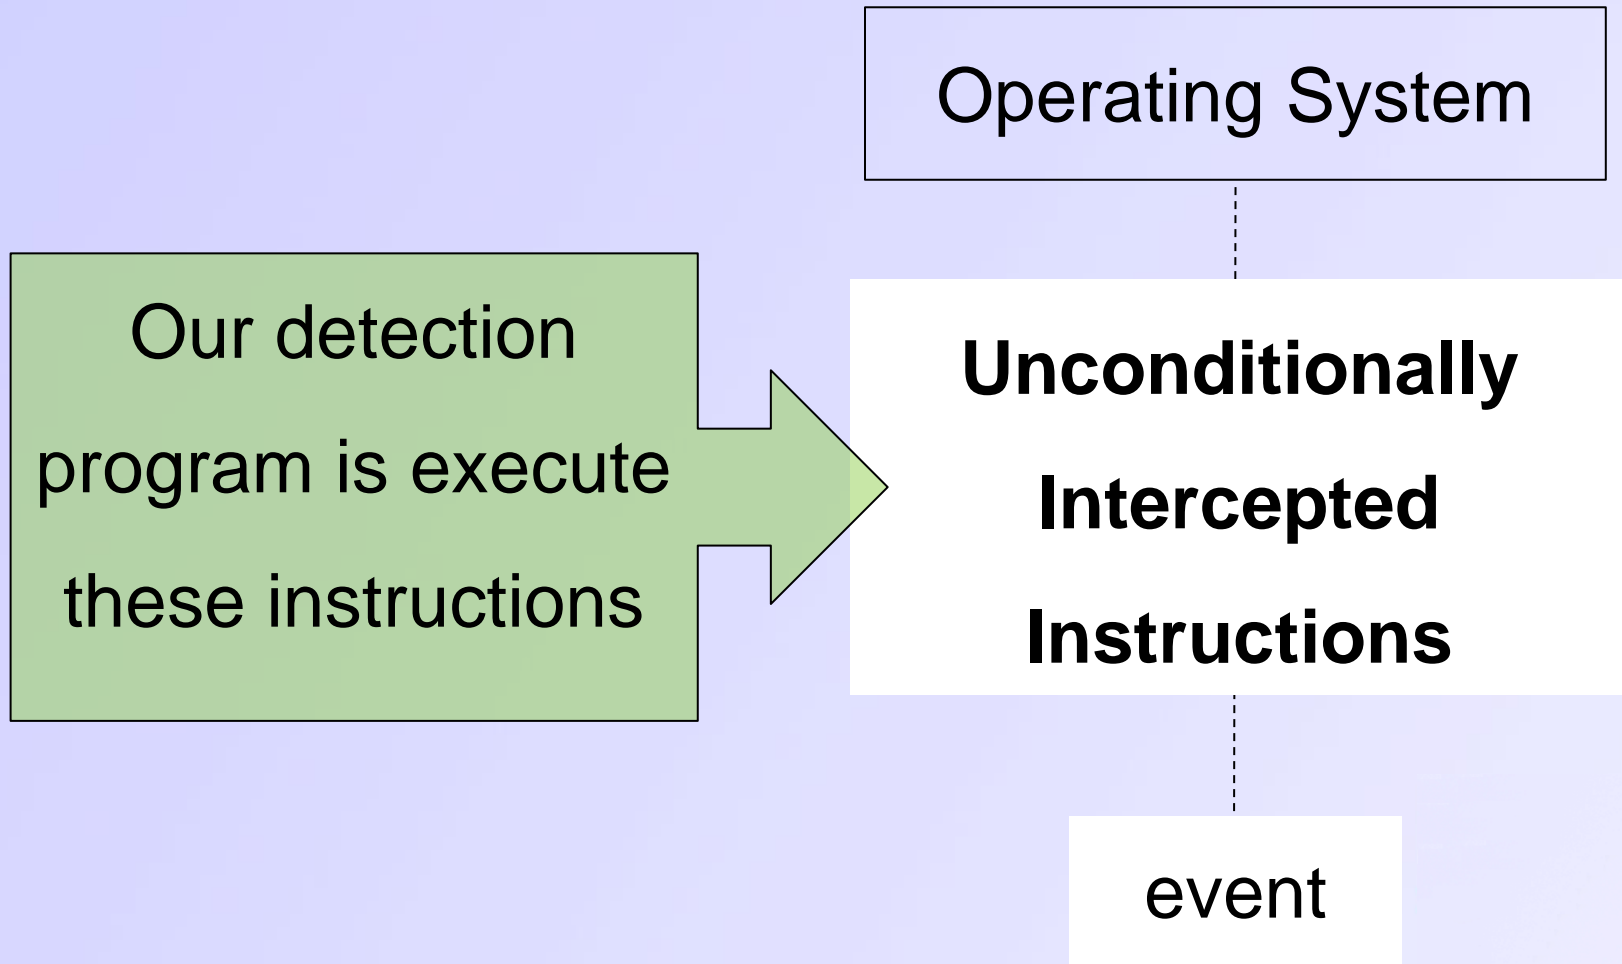 Operating System
Our detection
program is execute
these instructions
Unconditionally
Intercepted
Instructions
event